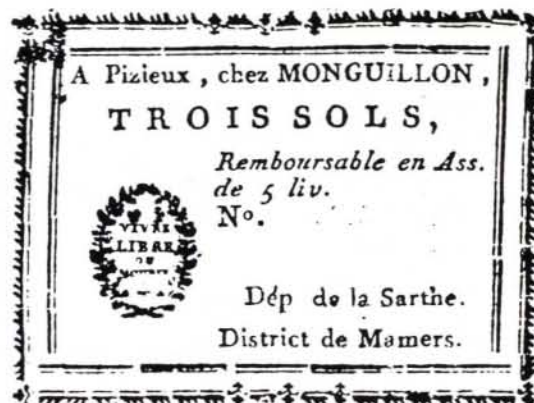 A Pizieux, chez MONGUILLON,
TROIS SOLS,
Remboursable en Ass.
de 5 liv.
No.
VIVRE
LIBRE
OU
Dép de la Sarthe.
District de Mamers.